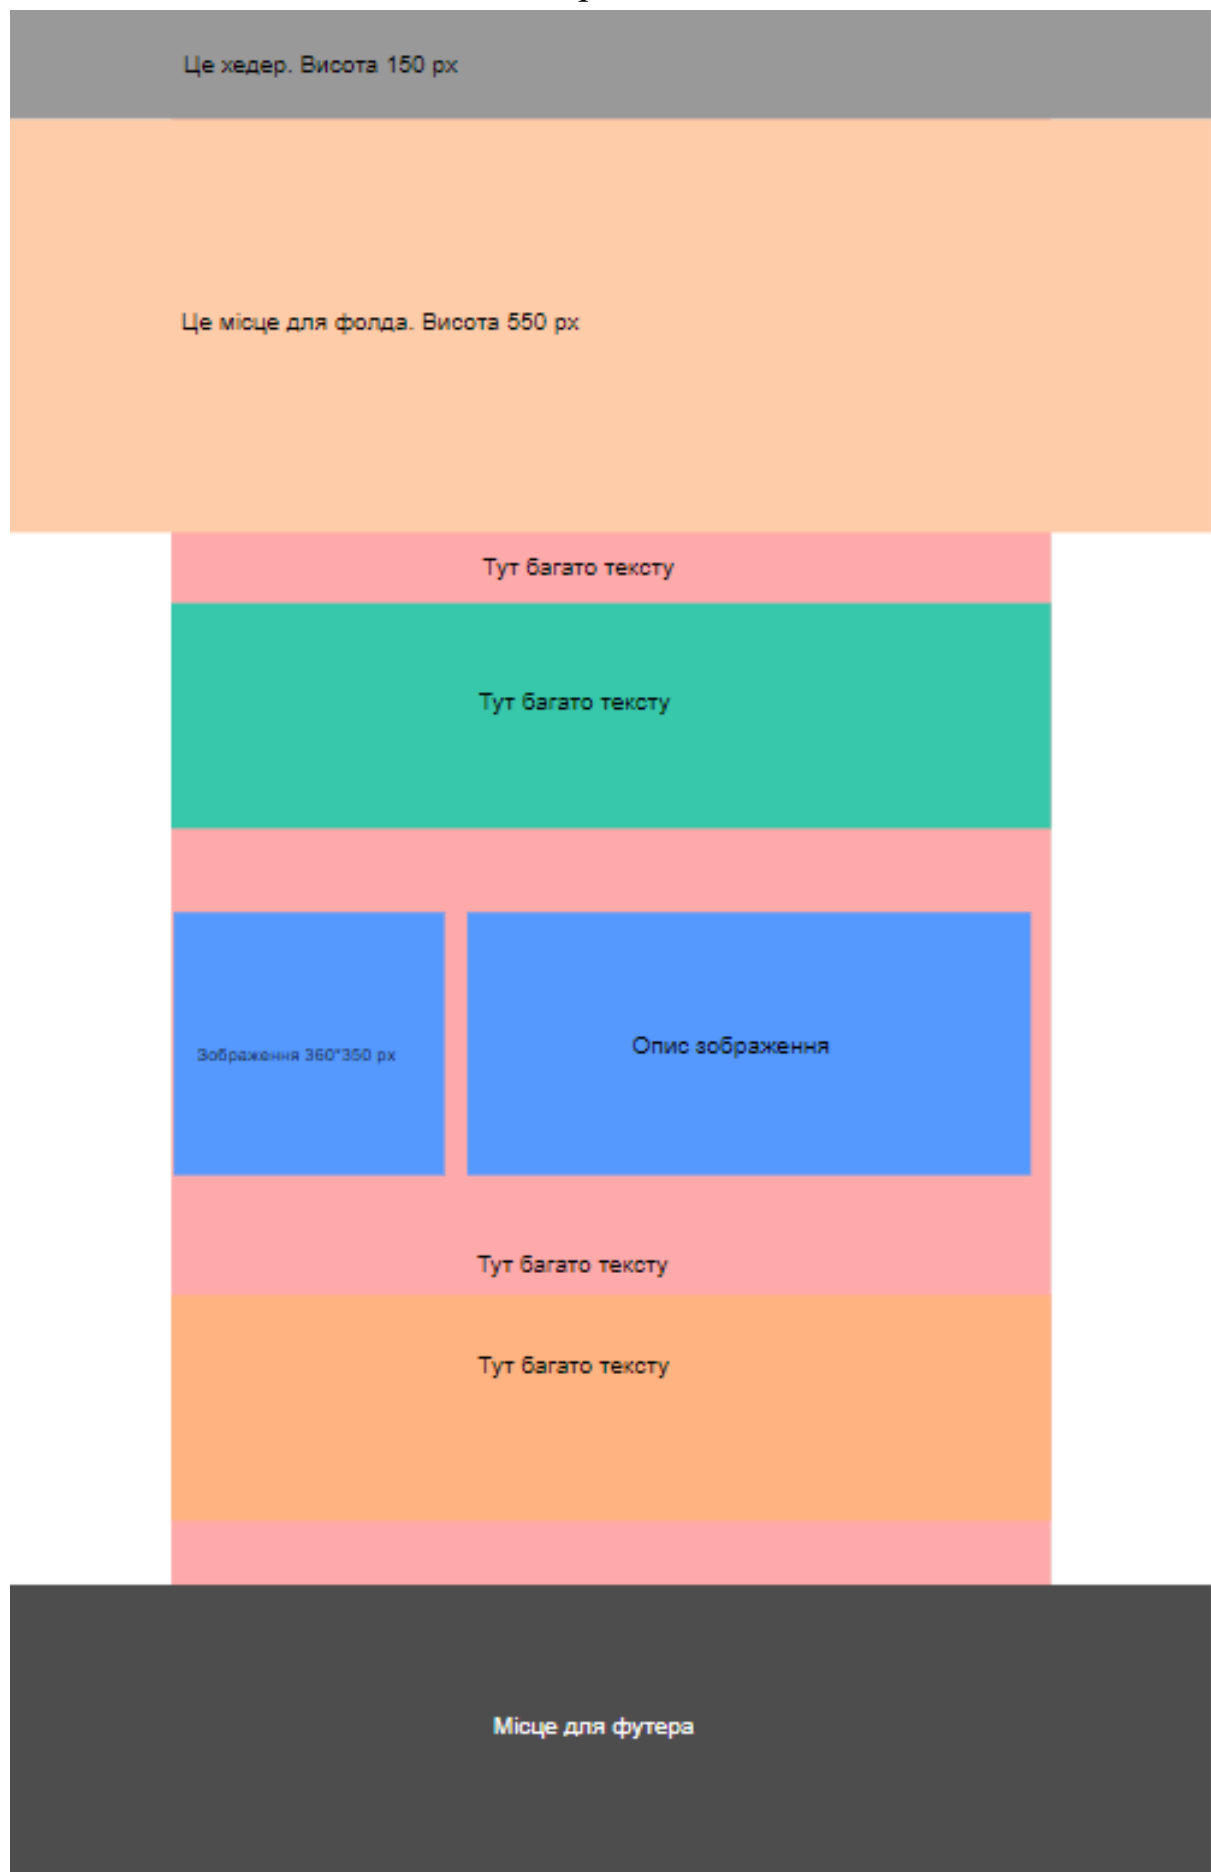 Це хедер. Висота 150 px
Це місце для фолда. Висота 550 px
Тут багато тексту
Тут багато тексту
Зображення 360*350 px
Опис зображення
Тут багато тексту
Тут багато тексту
Місце для футера